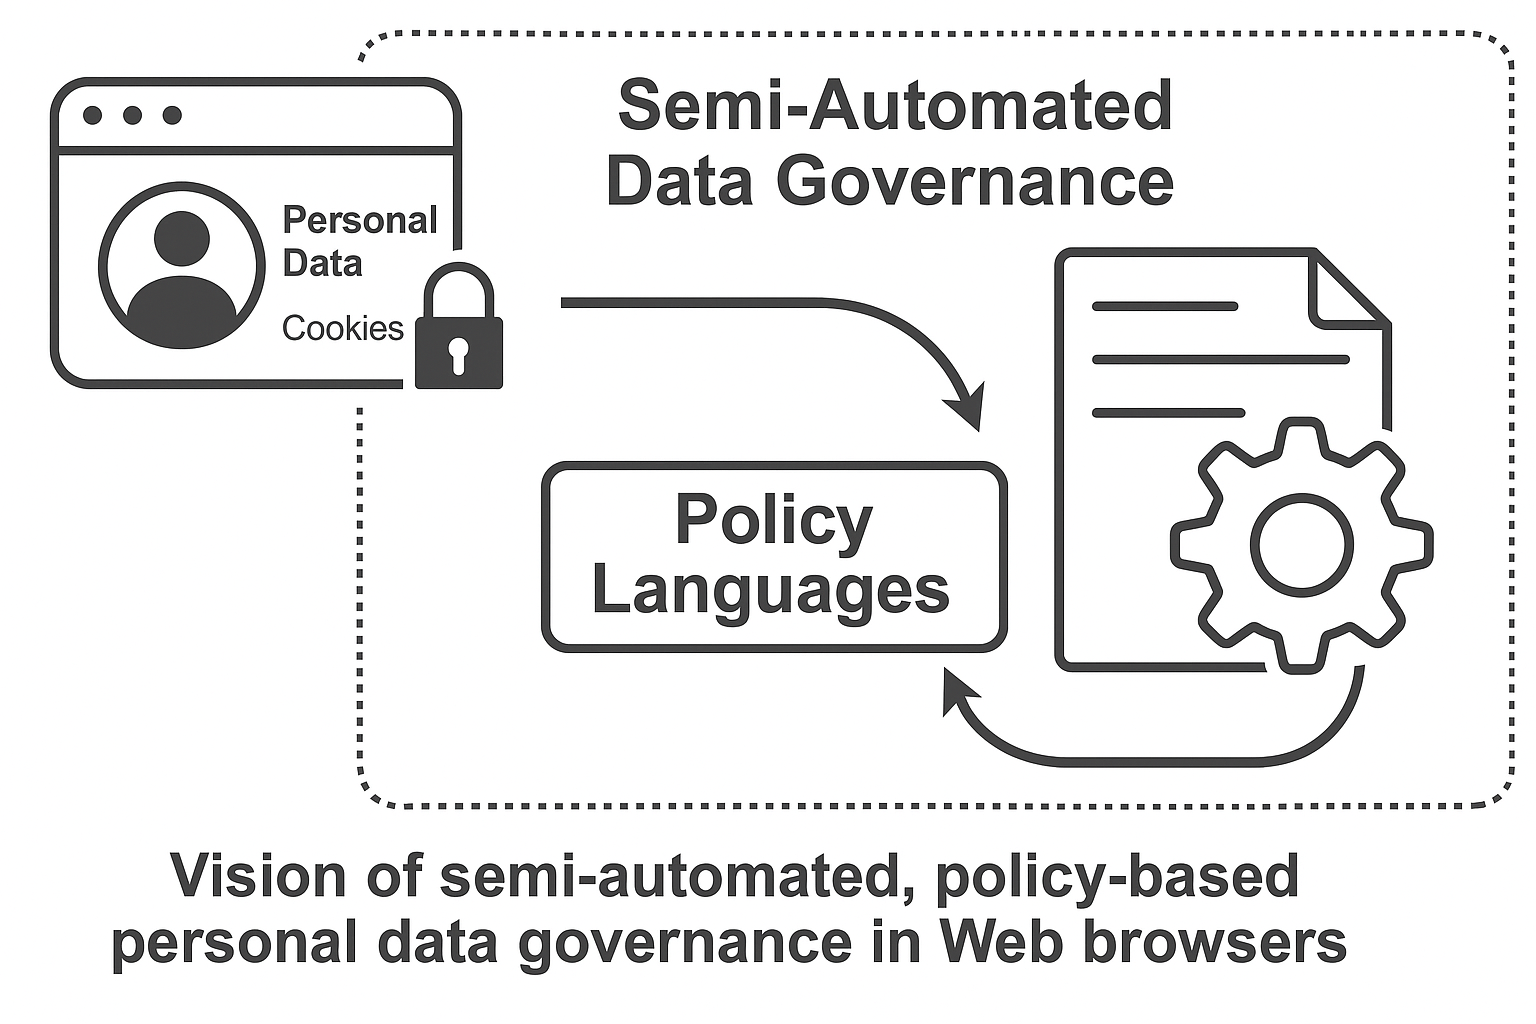 Semi-Automated
Data Governance
Personal
Data
Cookies
Policy
Languages
Vision of semi-automated, policy-based
personal data governance in Web browsers